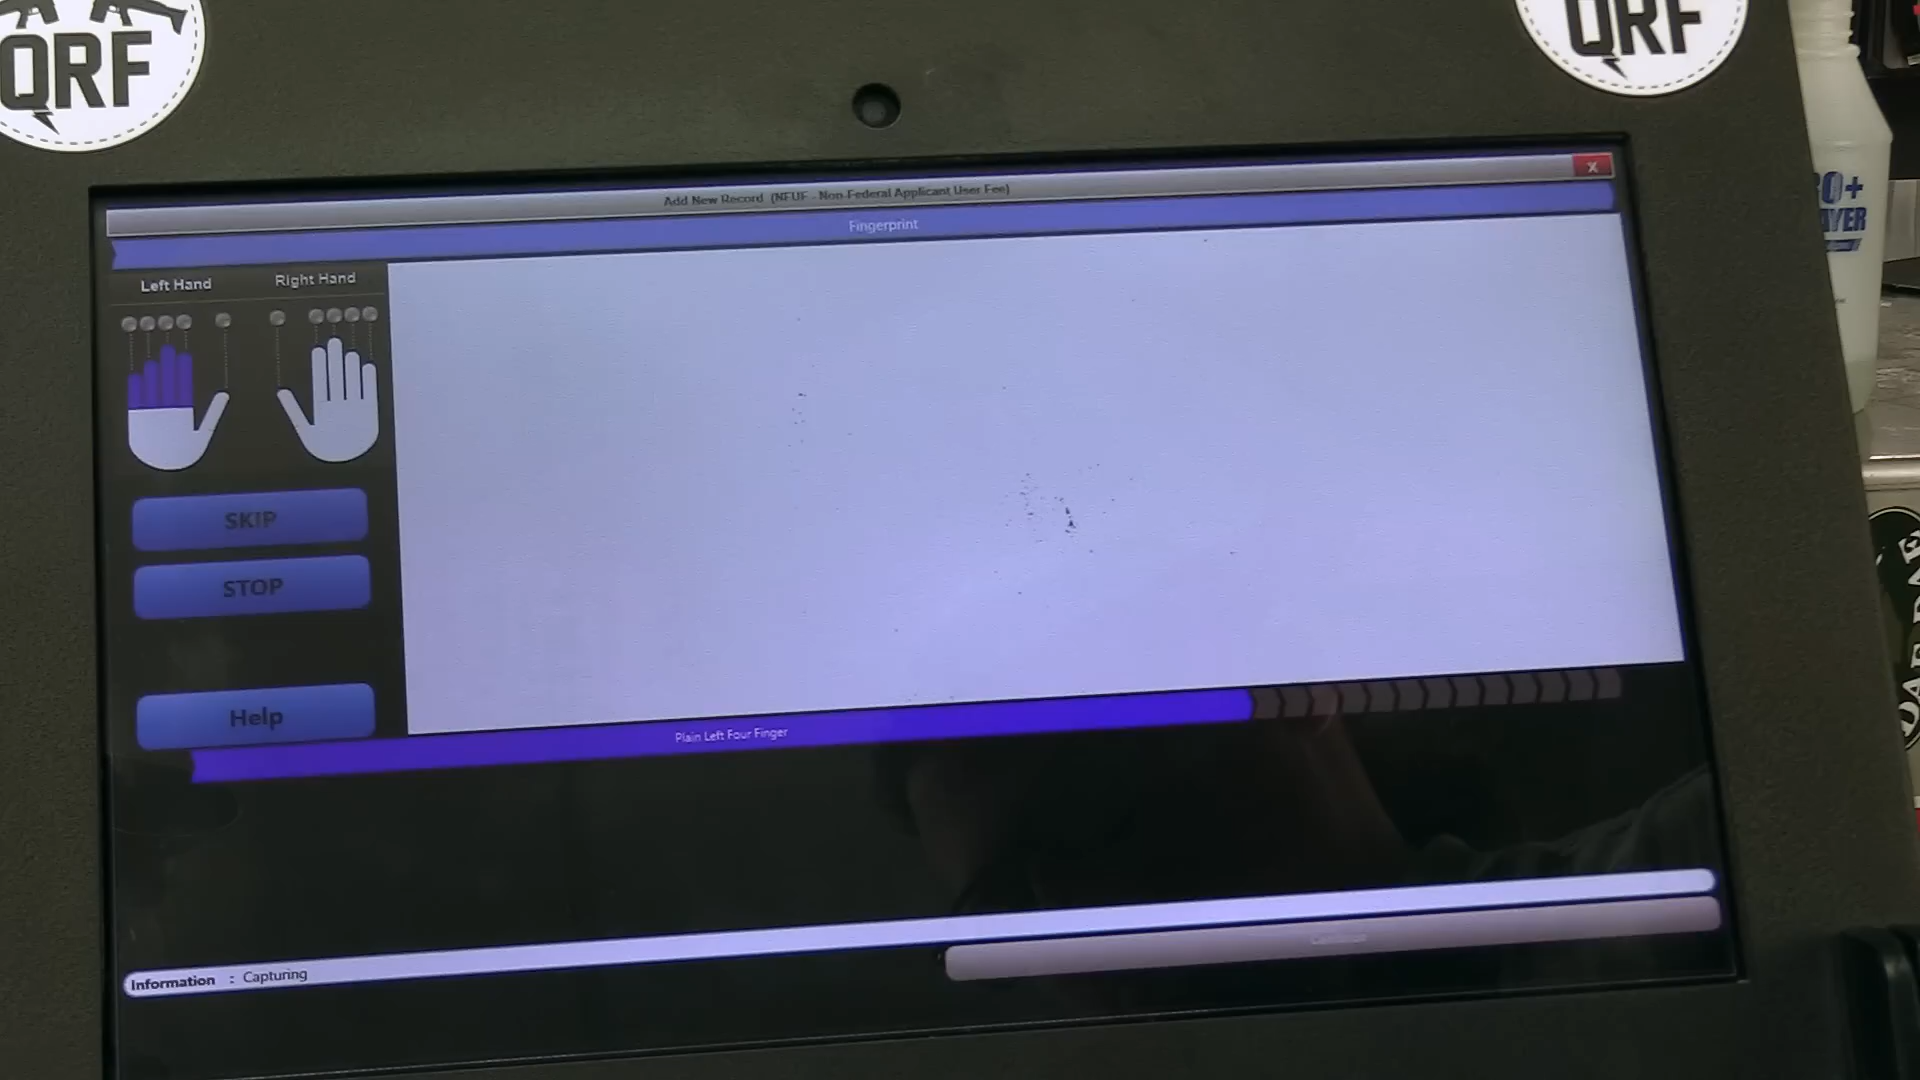 QRF
QRF
Add New Record (NFUF - Non-Federal Applicant User Fee)
Fingerprint
Left Hand
Right Hand
SKIP
STOP
Help
Plain Left Four Finger
Information : Capturing